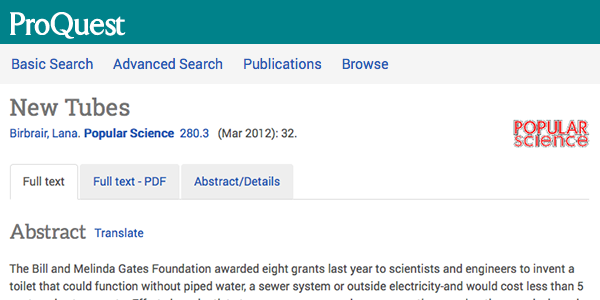 ProQuest
Basic Search Advanced Search Publications Browse
New Tubes
Birbrair, Lana. Popular Science 280.3 (Mar 2012): 32.
POPULAR
science
Full text Full text - PDF Abstract/Details
Abstract Translate
The Bill and Melinda Gates Foundation awarded eight grants last year to scientists and engineers to invent a
toilet that could function without piped water, a sewer system or outside electricity-and would cost less than 5